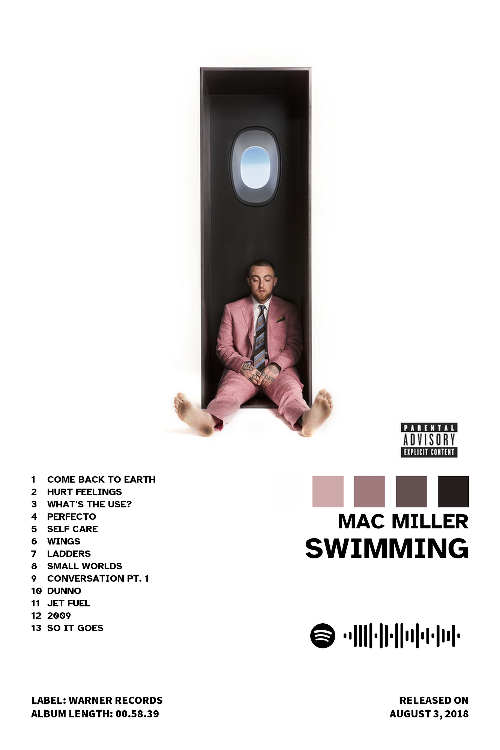 PARENTAL
ADVISORY
EXPLICIT CONTENT
1 COME BACK TO EARTH
2 HURT FEELINGS
3 WHAT'S THE USE?
4 PERFECTO
5 SELF CARE
6 WINGS
7 LADDERS
8 SMALL WORLDS
9 CONVERSATION PT. 1
10 DUNNO
11 JET FUEL
12 2009
13 SO IT GOES
MAC MILLER
SWIMMING
LABEL: WARNER RECORDS
ALBUM LENGTH: 00.58.39
RELEASED ON
AUGUST 3, 2018